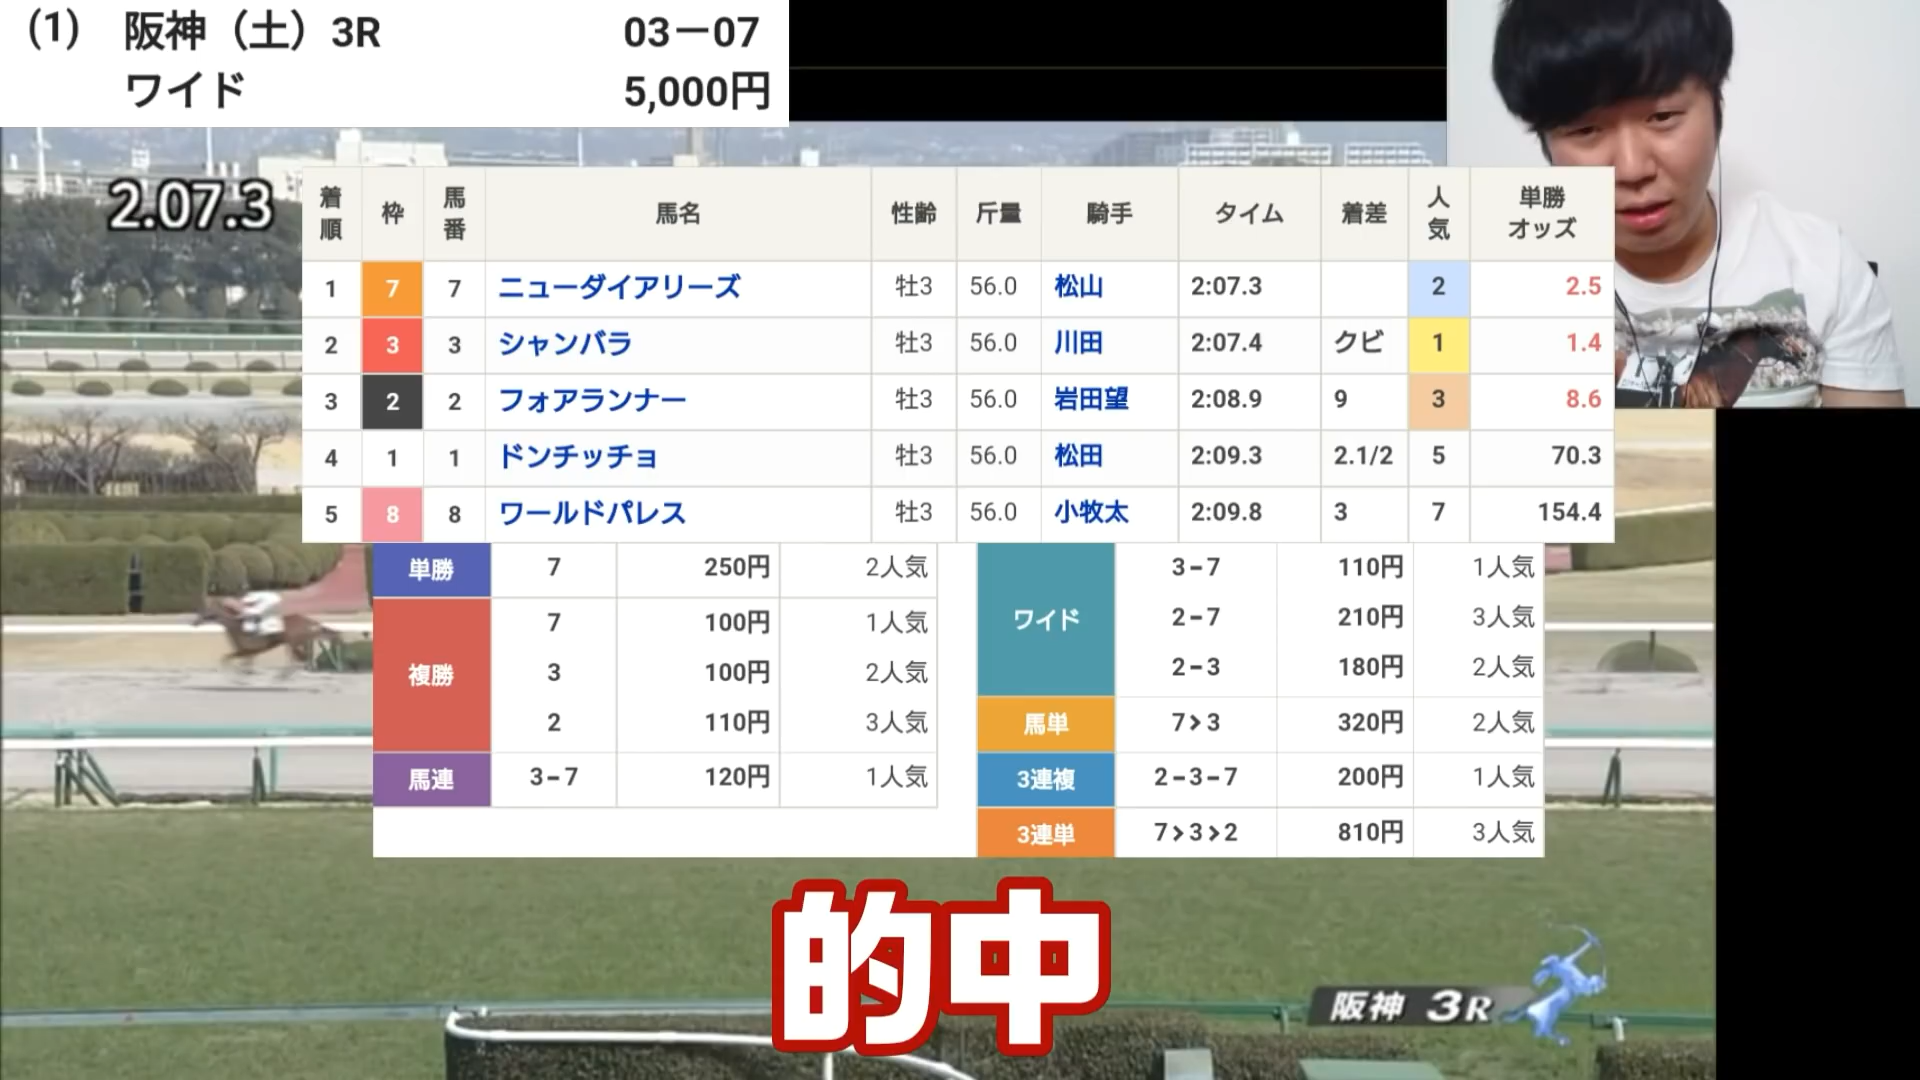 (1) 阪神（土）3R 03－07
ワイド 5,000円
2.07.3
着順 枠 馬番 馬名 性齢 斤量 騎手 タイム 着差 人気 単勝オッズ
1 7 7 ニューダイアリーズ 牡3 56.0 松山 2:07.3 2 2.5
2 3 3 シャンバラ 牡3 56.0 川田 2:07.4 クビ 1 1.4
3 2 2 フォアランナー 牡3 56.0 岩田望 2:08.9 9 3 8.6
4 1 1 ドンチッチョ 牡3 56.0 松田 2:09.3 2.1/2 5 70.3
5 8 8 ワールドパレス 牡3 56.0 小牧太 2:09.8 3 7 154.4
単勝 7 250円 2人気
複勝 7 100円 1人気
3 100円 2人気
2 110円 3人気
馬連 3-7 120円 1人気
ワイド 3-7 110円 1人気
2-7 210円 3人気
2-3 180円 2人気
馬単 7>3 320円 2人気
3連複 2-3-7 200円 1人気
3連単 7>3>2 810円 3人気
的中
阪神 3R